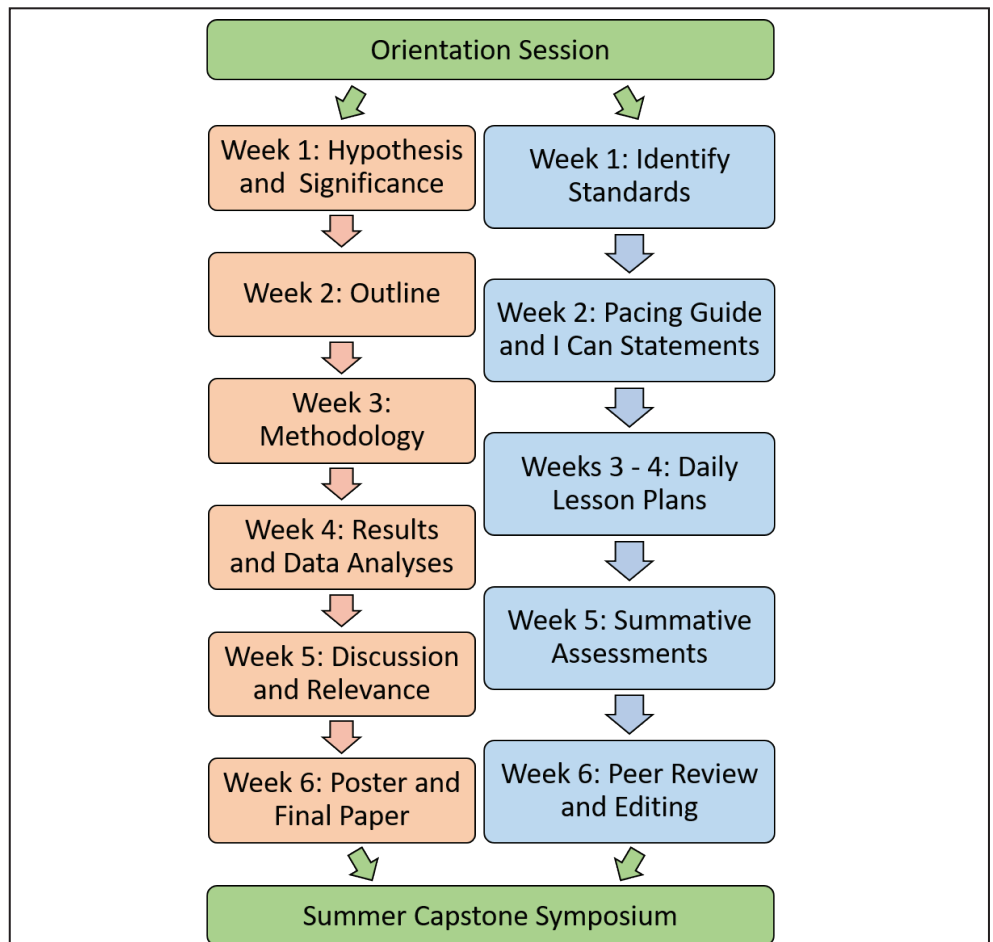 Orientation Session
Week 1: Hypothesis
and Significance
Week 2: Outline
Week 3:
Methodology
Week 4: Results
and Data Analyses
Week 5: Discussion
and Relevance
Week 6: Poster and
Final Paper
Week 1: Identify
Standards
Week 2: Pacing Guide
and I Can Statements
Weeks 3 - 4: Daily
Lesson Plans
Week 5: Summative
Assessments
Week 6: Peer Review
and Editing
Summer Capstone Symposium